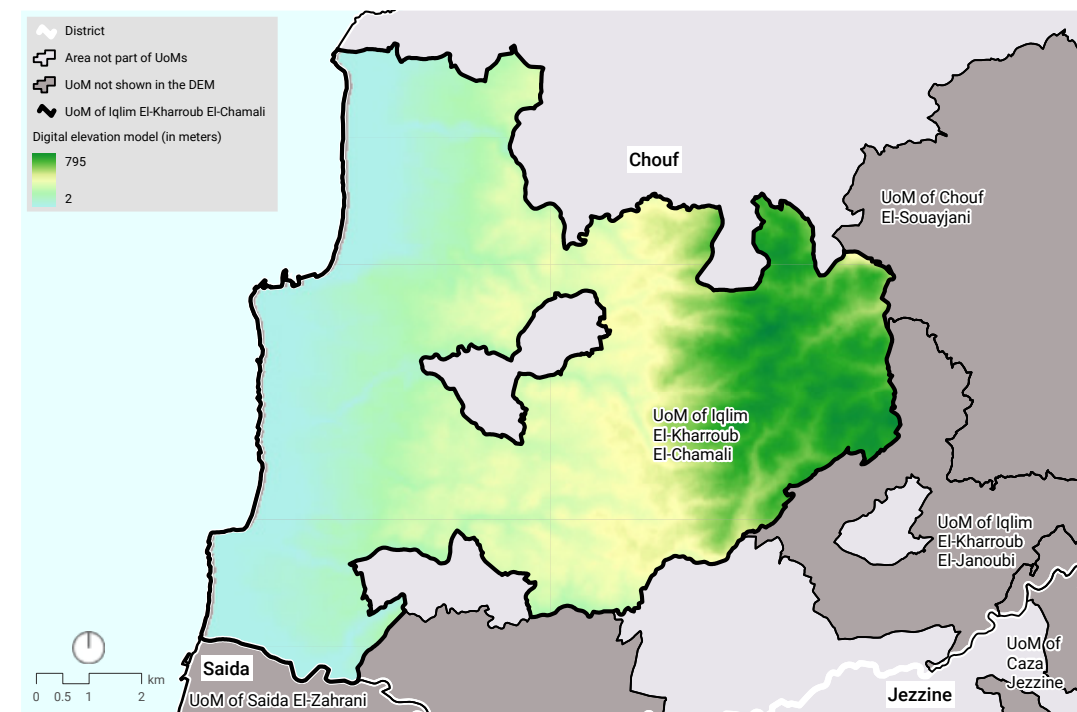 District
Area not part of UoMs
UoM not shown in the DEM
UoM of Iqlim El-Kharroub El-Chamali
Digital elevation model (in meters)
795
2
Chouf
UoM of Chouf
El-Souayjani
UoM of Iqlim
El-Kharroub
El-Chamali
UoM of Iqlim
El-Kharroub
El-Janoubi
UoM of
Caza
Jezzine
Saida
Jezzine
UoM of Saida El-Zahrani
km
0 0.5 1 2